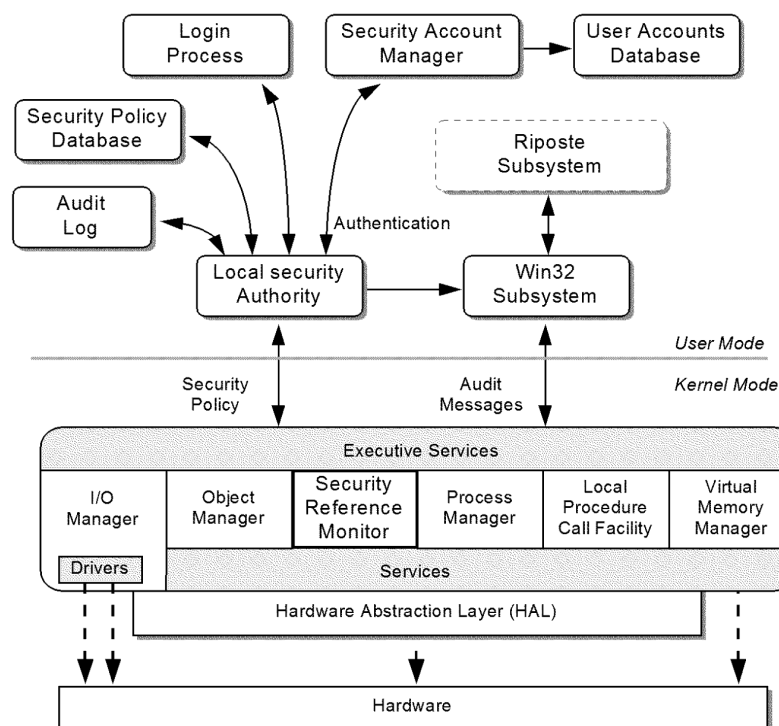 Login
Process
Security Account
Manager
User Accounts
Database
Security Policy
Database
Riposte
Subsystem
Audit
Log
Authentication
Local security
Authority
Win32
Subsystem
User Mode
Security
Policy
Audit
Messages
Kernel Mode
Executive Services
I/O
Manager
Object
Manager
Security
Reference
Monitor
Process
Manager
Local
Procedure
Call Facility
Virtual
Memory
Manager
Drivers
Services
Hardware Abstraction Layer (HAL)
Hardware